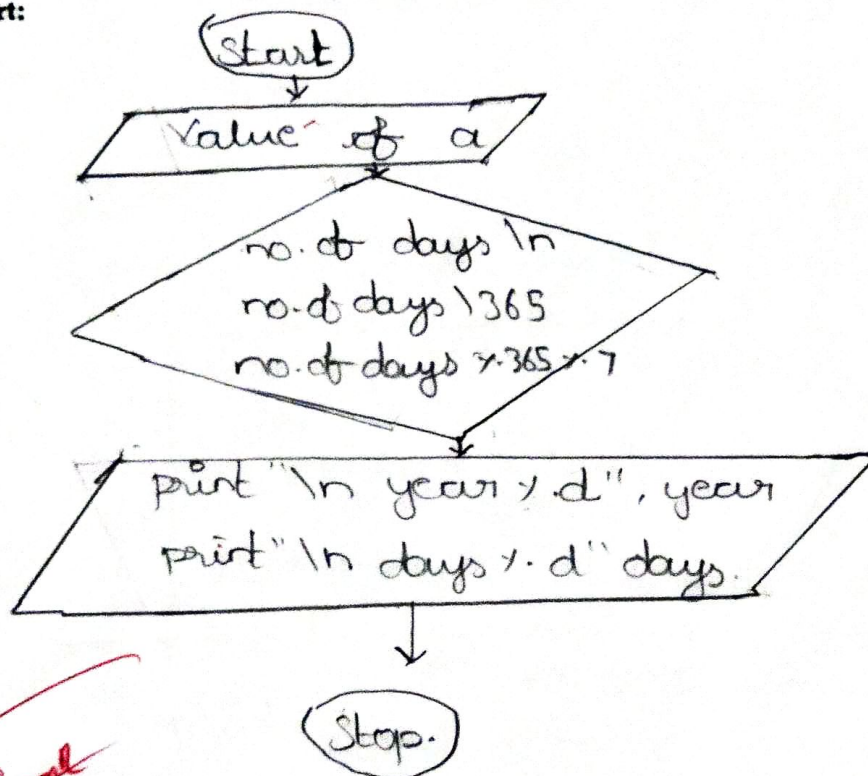 rt:
Start
Value of a
no. of days \n
no. of days \365
no. of days %.365 %. 7
print "\n year %.d", year
print "\n days %. d" days.
Stop.